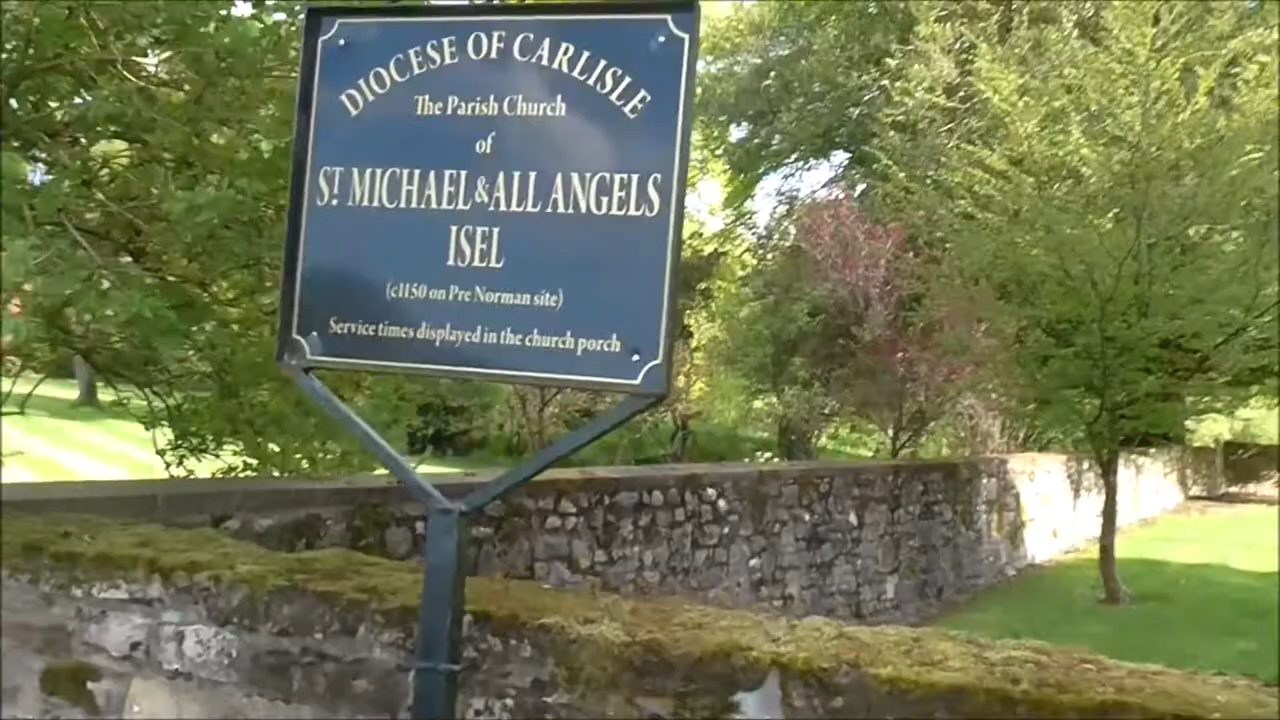 DIOCESE OF CARLISLE
The Parish Church
of
ST MICHAEL & ALL ANGELS
ISEL
(c1150 on Pre Norman site)
Service times displayed in the church porch